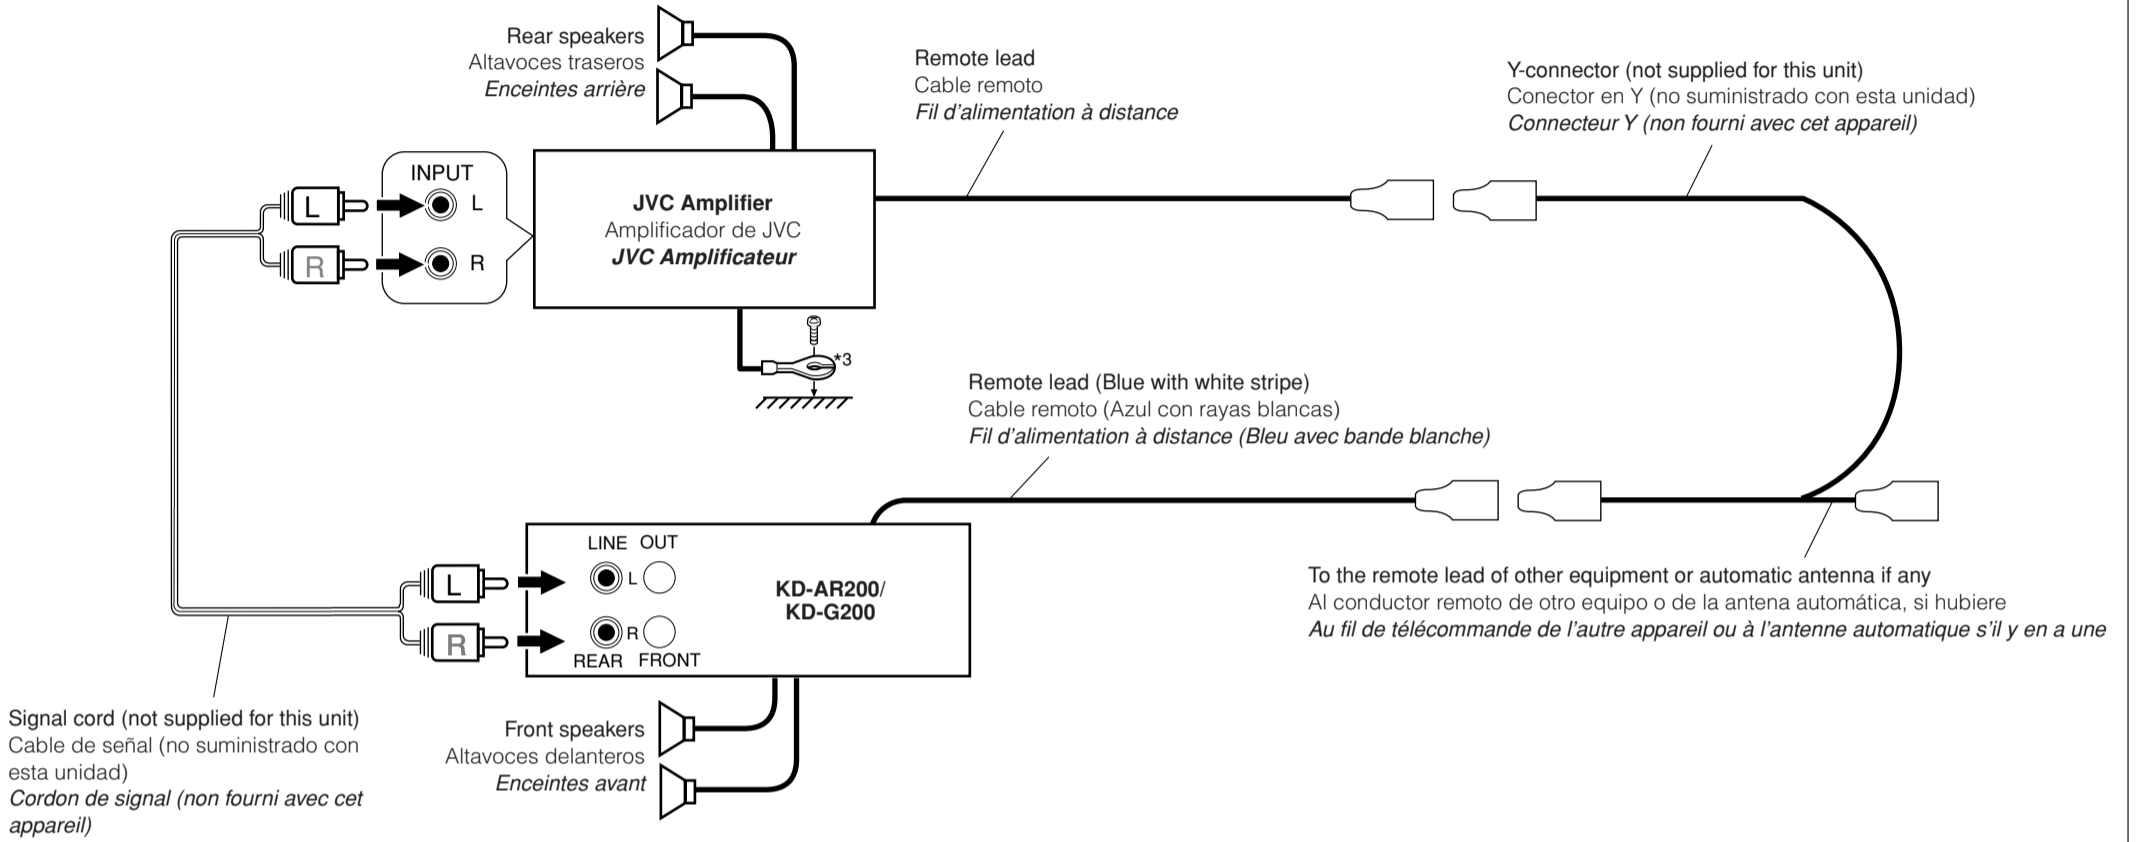 Rear speakers
Altavoces traseros
Enceintes arrière
Remote lead
Cable remoto
Fil d'alimentation à distance
Y-connector (not supplied for this unit)
Conector en Y (no suministrado con esta unidad)
Connecteur Y (non fourni avec cet appareil)
INPUT
L
L
R
R
JVC Amplifier
Amplificador de JVC
JVC Amplificateur
*3
Remote lead (Blue with white stripe)
Cable remoto (Azul con rayas blancas)
Fil d'alimentation à distance (Bleu avec bande blanche)
LINE OUT
L
L
R
R
REAR FRONT
KD-AR200/
KD-G200
To the remote lead of other equipment or automatic antenna if any
Al conductor remoto de otro equipo o de la antena automática, si hubiere
Au fil de télécommande de l'autre appareil ou à l'antenne automatique s'il y en a une
Signal cord (not supplied for this unit)
Cable de señal (no suministrado con
esta unidad)
Cordon de signal (non fourni avec cet
appareil)
Front speakers
Altavoces delanteros
Enceintes avant